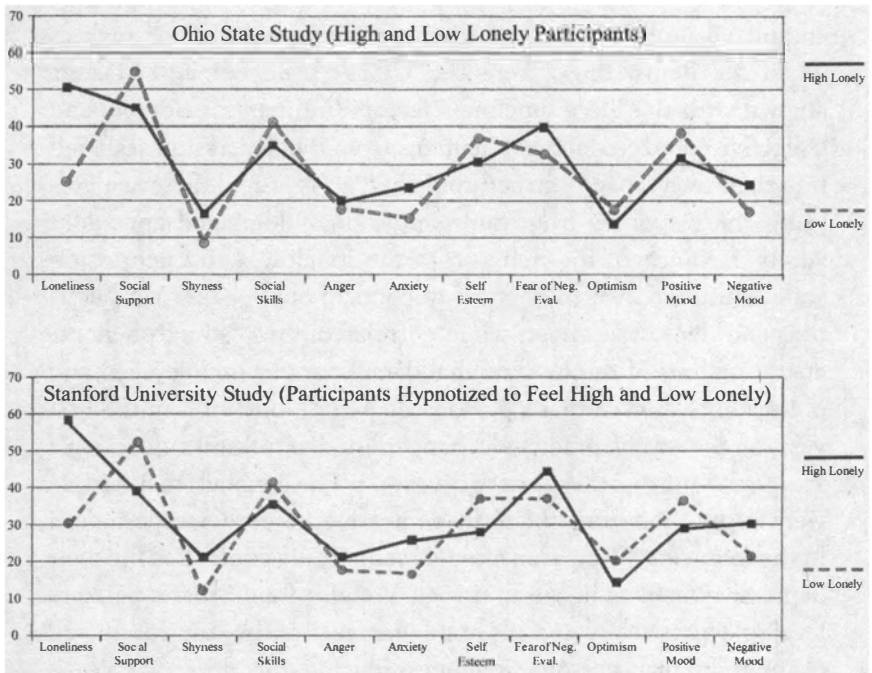 70
60
50
40
30
20
10
0
Ohio State Study (High and Low Lonely Participants)
High Lonely
Low Lonely
Loneliness Social Support Shyness Social Skills Anger Anxiety Self Esteem Fear of Neg. Eval. Optimism Positive Mood Negative Mood
70
60
50
40
30
20
10
0
Stanford University Study (Participants Hypnotized to Feel High and Low Lonely)
High Lonely
Low Lonely
Loneliness Social Support Shyness Social Skills Anger Anxiety Self Esteem Fear of Neg. Eval. Optimism Positive Mood Negative Mood